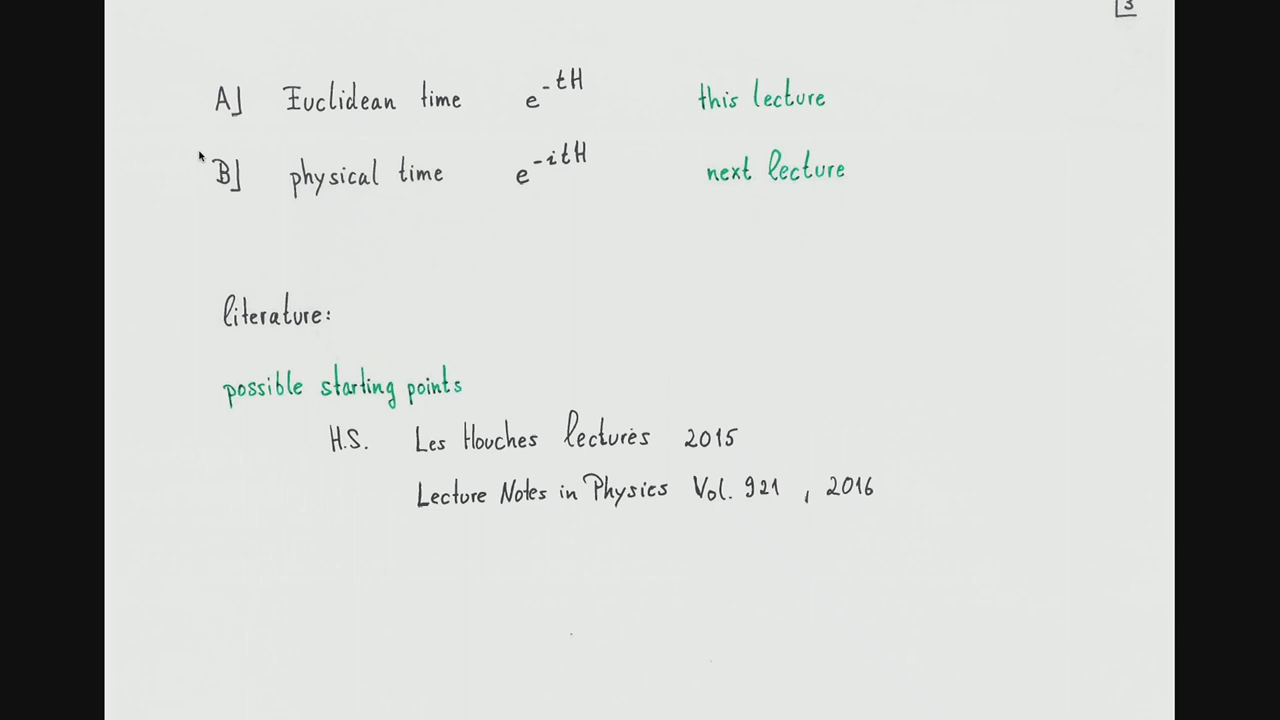 3
A] Euclidean time e^{-tH} this lecture
B] physical time e^{-itH} next lecture
literature:
possible starting points
H.S. Les Houches lectures 2015
Lecture Notes in Physics Vol. 921 , 2016